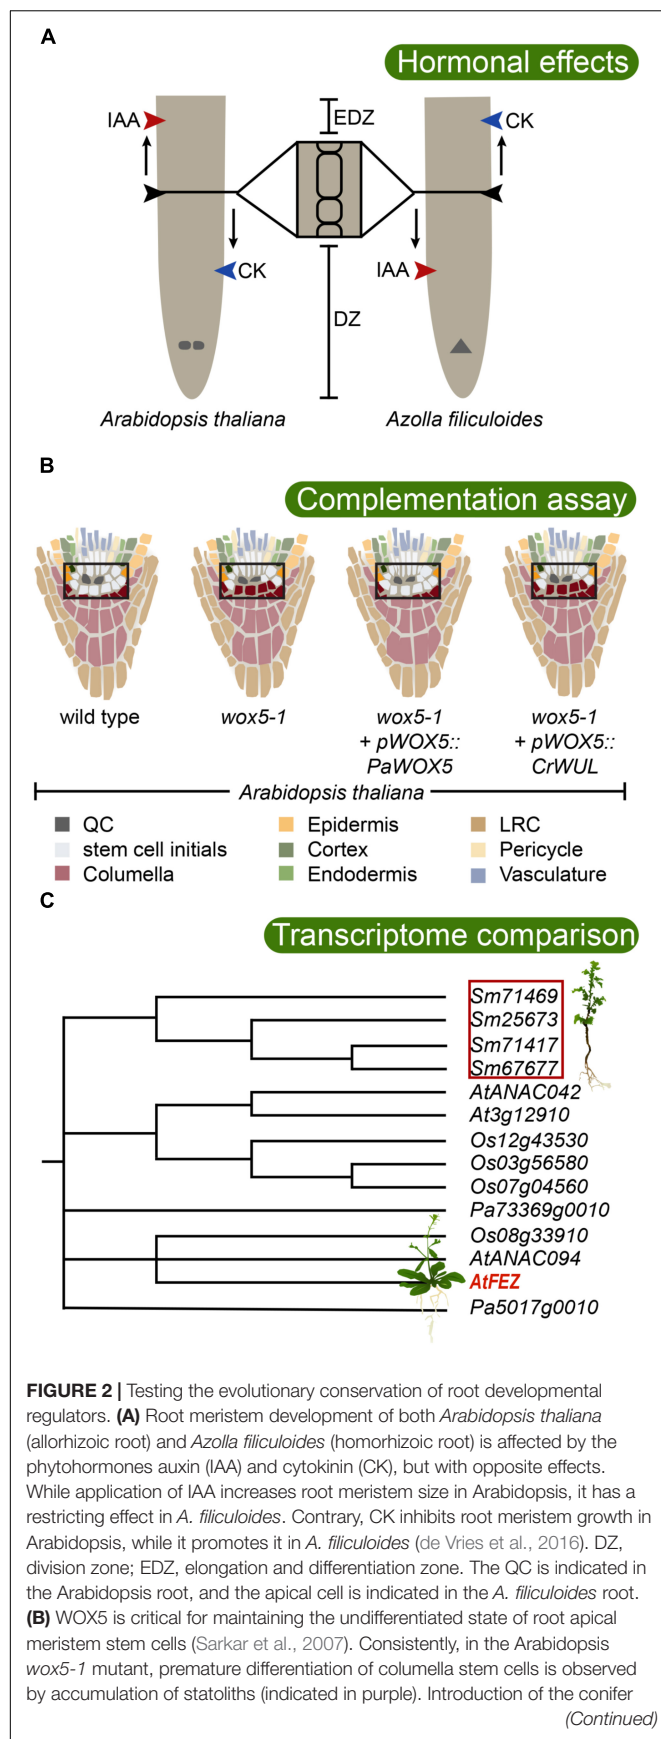 A
Hormonal effects
IAA
EDZ
CK
CK
IAA
DZ
Arabidopsis thaliana
Azolla filiculoides
B
Complementation assay
wild type
wox5-1
wox5-1
+ pWOX5::
PaWOX5
wox5-1
+ pWOX5::
CrWUL
Arabidopsis thaliana
QC
Epidermis
LRC
stem cell initials
Cortex
Pericycle
Columella
Endodermis
Vasculature
C
Transcriptome comparison
Sm71469
Sm25673
Sm71417
Sm67677
AtANAC042
At3g12910
Os12g43530
Os03g56580
Os07g04560
Pa73369g0010
Os08g33910
AtANAC094
AtFEZ
Pa5017g0010
FIGURE 2 | Testing the evolutionary conservation of root developmental
regulators. (A) Root meristem development of both Arabidopsis thaliana
(allorhizoic root) and Azolla filiculoides (homorhizoic root) is affected by the
phytohormones auxin (IAA) and cytokinin (CK), but with opposite effects.
While application of IAA increases root meristem size in Arabidopsis, it has a
restricting effect in A. filiculoides. Contrary, CK inhibits root meristem growth in
Arabidopsis, while it promotes it in A. filiculoides (de Vries et al., 2016). DZ,
division zone; EDZ, elongation and differentiation zone. The QC is indicated in
the Arabidopsis root, and the apical cell is indicated in the A. filiculoides root.
(B) WOX5 is critical for maintaining the undifferentiated state of root apical
meristem stem cells (Sarkar et al., 2007). Consistently, in the Arabidopsis
wox5-1 mutant, premature differentiation of columella stem cells is observed
by accumulation of statoliths (indicated in purple). Introduction of the conifer
(Continued)